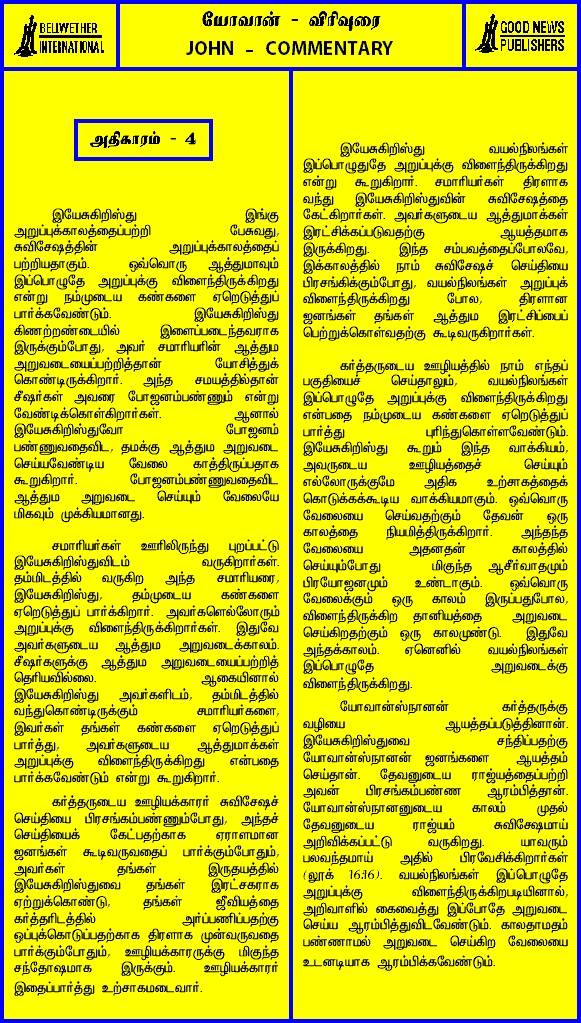 BELWETHER
INTERNATIONAL
யோவான் - விரிவுரை
JOHN - COMMENTARY
GOOD NEWS
PUBLISHERS
அதிகாரம் - 4
இயேசுகிறிஸ்து இங்கு
அறுப்புக்காலத்தைப்பற்றி பேசுவது,
சுவிசேஷத்தின் அறுப்புக்காலத்தைப்
பற்றியதாகும். ஒவ்வொரு ஆத்துமாவும்
இப்பொழுதே அறுப்புக்கு விளைந்திருக்கிறது
என்று நம்முடைய கண்களை ஏறெடுத்துப்
பார்க்கவேண்டும். இயேசுகிறிஸ்து
கிணற்றண்டையில் இளைப்படைந்தவராக
இருக்கும்போது, அவர் சமாரியரின் ஆத்தும
அறுவடையைப்பற்றித்தான் யோசித்துக்
கொண்டிருக்கிறார். அந்த சமயத்தில்தான்
சீஷர்கள் அவரை போஜனம்பண்ணும் என்று
வேண்டிக்கொள்கிறார்கள். ஆனால்
இயேசுகிறிஸ்துவோ போஜனம்
பண்ணுவதைவிட, தமக்கு ஆத்தும அறுவடை
செய்யவேண்டிய வேலை காத்திருப்பதாக
கூறுகிறார். போஜனம்பண்ணுவதைவிட
ஆத்தும அறுவடை செய்யும் வேலையே
மிகவும் முக்கியமானது.
சமாரியர்கள் ஊரிலிருந்து புறப்பட்டு
இயேசுகிறிஸ்துவிடம் வருகிறார்கள்.
தம்மிடத்தில் வருகிற அந்த சமாரியரை,
இயேசுகிறிஸ்து, தம்முடைய கண்களை
ஏறெடுத்துப் பார்க்கிறார். அவர்களெல்லோரும்
அறுப்புக்கு விளைந்திருக்கிறார்கள். இதுவே
அவர்களுடைய ஆத்தும அறுவடைக்காலம்.
சீஷர்களுக்கு ஆத்தும அறுவடையைப்பற்றித்
தெரியவில்லை. ஆகையினால்
இயேசுகிறிஸ்து அவர்களிடம், தம்மிடத்தில்
வந்துகொண்டிருக்கும் சமாரியர்களை,
இவர்கள் தங்கள் கண்களை ஏறெடுத்துப்
பார்த்து, அவர்களுடைய ஆத்துமாக்கள்
அறுப்புக்கு விளைந்திருக்கிறது என்பதை
பார்க்கவேண்டும் என்று கூறுகிறார்.
கர்த்தருடைய ஊழியக்காரர் சுவிசேஷச்
செய்தியை பிரசங்கம்பண்ணும்போது, அந்தச்
செய்தியைக் கேட்பதற்காக ஏராளமான
ஜனங்கள் கூடிவருவதைப் பார்க்கும்போதும்,
அவர்கள் தங்கள் இருதயத்தில்
இயேசுகிறிஸ்துவை தங்கள் இரட்சகராக
ஏற்றுக்கொண்டு, தங்கள் ஜீவியத்தை
கர்த்தரிடத்தில் அர்ப்பணிப்பதற்கு
ஒப்புக்கொடுப்பதற்காக திரளாக முன்வருவதை
பார்க்கும்போதும், ஊழியக்காரருக்கு மிகுந்த
சந்தோஷமாக இருக்கும். ஊழியக்காரர்
இதைப்பார்த்து உற்சாகமடைவார்.
இயேசுகிறிஸ்து வயல்நிலங்கள்
இப்பொழுதுதே அறுப்புக்கு விளைந்திருக்கிறது
என்று கூறுகிறார். சமாரியர்கள் திரளாக
வந்து இயேசுகிறிஸ்துவின் சுவிசேஷத்தை
கேட்கிறார்கள். அவர்களுடைய ஆத்துமாக்கள்
இரட்சிக்கப்படுவதற்கு ஆயத்தமாக
இருக்கிறது. இந்த சம்பவத்தைப்போலவே,
இக்காலத்தில் நாம் சுவிசேஷச் செய்தியை
பிரசங்கிக்கும்போது, வயல்நிலங்கள் அறுப்புக்
விளைந்திருக்கிறது போல, திரளான
ஜனங்கள் தங்கள் ஆத்தும இரட்சிப்பைப்
பெற்றுக்கொள்வதற்கு கூடிவருகிறார்கள்.
கர்த்தருடைய ஊழியத்தில் நாம் எந்தப்
பகுதியைச் செய்தாலும், வயல்நிலங்கள்
இப்பொழுதே அறுப்புக்கு விளைந்திருக்கிறது
என்பதை நம்முடைய கண்களை ஏறெடுத்துப்
பார்த்து புரிந்துகொள்ளவேண்டும்.
இயேசுகிறிஸ்து கூறும் இந்த வாக்கியம்,
அவருடைய ஊழியத்தைச் செய்யும்
எல்லோருக்குமே அதிக உற்சாகத்தைக்
கொடுக்கக்கூடிய வாக்கியமாகும். ஒவ்வொரு
வேலையை செய்வதற்கும் தேவன் ஒரு
காலத்தை நியமித்திருக்கிறார். அந்தந்த
வேலையை அதனதன் காலத்தில்
செய்யும்போது மிகுந்த ஆசீர்வாதமும்
பிரயோஜனமும் உண்டாகும். ஒவ்வொரு
வேலைக்கும் ஒரு காலம் இருப்பதுபோல,
விளைந்திருக்கிற தானியத்தை அறுவடை
செய்கிறதற்கும் ஒரு காலமுண்டு. இதுவே
அந்தக்காலம். ஏனெனில் வயல்நிலங்கள்
இப்பொழுதே அறுவடைக்கு
விளைந்திருக்கிறது.
யோவான்ஸ்நானன் கர்த்தருக்கு
வழியை ஆயத்தப்படுத்தினான்.
இயேசுகிறிஸ்துவை சந்திப்பதற்கு
யோவான்ஸ்நானன் ஜனங்களை ஆயத்தம்
செய்தான். தேவனுடைய ராஜ்யத்தைப்பற்றி
அவன் பிரசங்கம்பண்ண ஆரம்பித்தான்.
யோவான்ஸ்நானனுடைய காலம் முதல்
தேவனுடைய ராஜ்யம் சுவிசேஷமாய்
அறிவிக்கப்பட்டு வருகிறது. யாவரும்
பலவந்தமாய் அதில் பிரவேசிக்கிறார்கள்
(லூக் 16:16). வயல்நிலங்கள் இப்பொழுதே
அறுப்புக்கு விளைந்திருக்கிறபடியினால்,
அறிவாளில் கைவைத்து இப்போதே அறுவடை
செய்ய ஆரம்பித்துவிடவேண்டும். காலதாமதம்
பண்ணாமல் அறுவடை செய்கிற வேலையை
உடனடியாக ஆரம்பிக்கவேண்டும்.